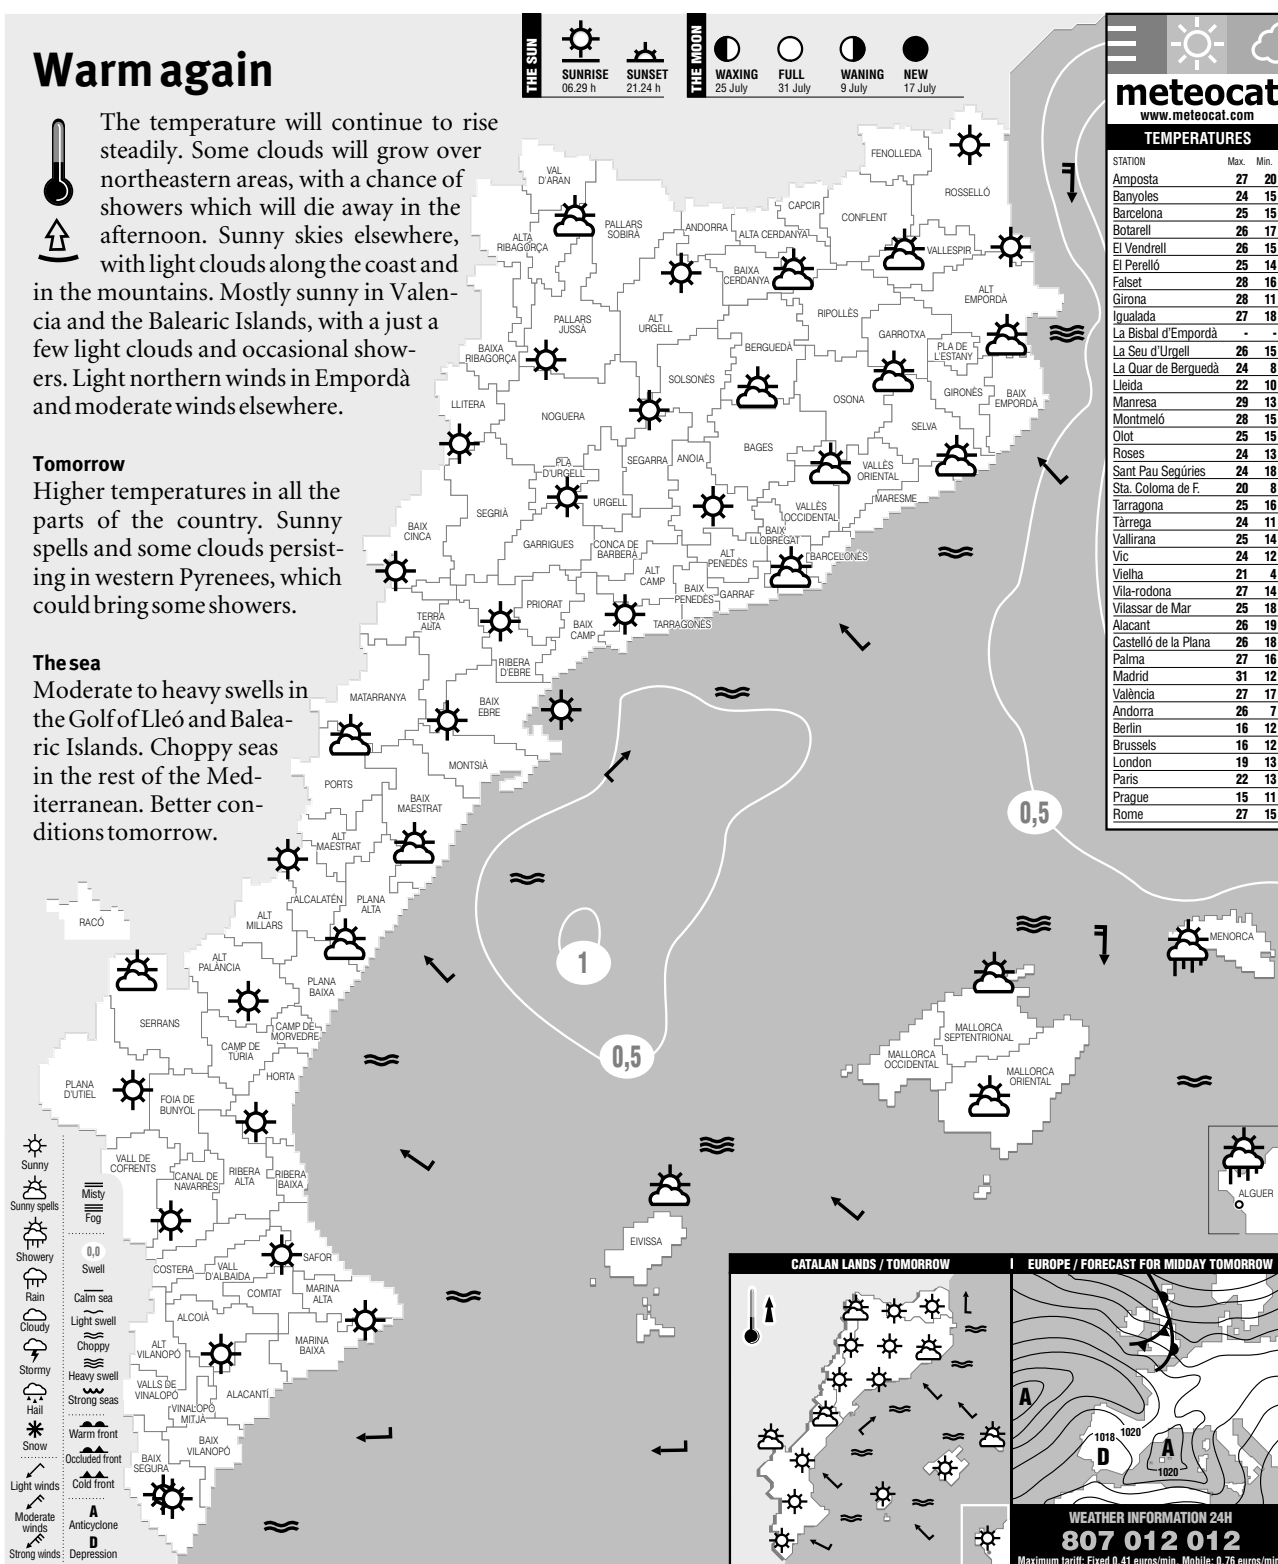 Warm again
The temperature will continue to rise
steadily. Some clouds will grow over
northeastern areas, with a chance of
showers which will die away in the
afternoon. Sunny skies elsewhere,
with light clouds along the coast and
in the mountains. Mostly sunny in Valen-
cia and the Balearic Islands, with a just a
few light clouds and occasional show-
ers. Light northern winds in Empordà
and moderate winds elsewhere.
Tomorrow
Higher temperatures in all the
parts of the country. Sunny
spells and some clouds persist-
ing in western Pyrenees, which
could bring some showers.
The sea
Moderate to heavy swells in
the Golf of Lleó and Balea-
ric Islands. Choppy seas
in the rest of the Med-
iterranean. Better con-
ditions tomorrow.
THE SUN
SUNRISE
06.29 h
SUNSET
21.24 h
THE MOON
WAXING
25 July
FULL
31 July
WANING
9 July
NEW
17 July
meteocat
www.meteocat.com
TEMPERATURES
STATION Max. Min.
Amposta 27 20
Banyoles 24 15
Barcelona 25 15
Botarell 26 17
El Vendrell 26 15
El Perelló 25 14
Falset 28 16
Girona 28 11
Igualada 27 18
La Bisbal d'Empordà - -
La Seu d'Urgell 26 15
La Quar de Berguedà 24 8
Lleida 22 10
Manresa 29 13
Montmeló 28 15
Olot 25 15
Roses 24 13
Sant Pau Segúries 24 18
Sta. Coloma de F. 20 8
Tarragona 25 16
Tàrrega 24 11
Vallirana 25 14
Vic 24 12
Vielha 21 4
Vila-rodona 27 14
Vilassar de Mar 25 18
Alacant 26 19
Castelló de la Plana 26 18
Palma 27 16
Madrid 31 12
València 27 17
Andorra 26 7
Berlin 16 12
Brussels 16 12
London 19 13
Paris 22 13
Prague 15 11
Rome 27 15
FENOLLEDA
ROSSELLÓ
VAL
D'ARAN
CAPCIR
CONFLENT
ALTA
RIBAGORÇA
PALLARS
SOBIRÀ
ANDORRA
ALTA CERDANYA
VALLESPIR
BAIXA
CERDANYA
ALT
EMPORDÀ
PALLARS
JUSSÀ
ALT
URGELL
RIPOLLÈS
GARROTXA
PLA DE
L'ESTANY
BAIXA
RIBAGORÇA
BERGUEDÀ
SOLSONÈS
LLITERA
NOGUERA
OSONA
GIRONÈS
BAIX
EMPORDÀ
SELVA
PLA
D'URGELL
SEGARRA
ANOIA
BAGES
VALLÈS
ORIENTAL
MARESME
URGELL
SEGRIÀ
VALLÈS
OCCIDENTAL
BAIX
CINCA
BAIX
LLOBREGAT
BARCELONÈS
GARRIGUES
CONCA DE
BARBERÀ
ALT
PENEDÈS
ALT
CAMP
BAIX
PENEDÈS
GARRAF
TERRA
ALTA
PRIORAT
BAIX
CAMP
TARRAGONÈS
RIBERA
D'EBRE
MATARRANYA
BAIX
EBRE
MONTSIÀ
PORTS
BAIX
MAESTRAT
ALT
MAESTRAT
0,5
ALCALATÉN
PLANA
ALTA
RACÓ
ALT
MILLARS
MENORCA
ALT
PALÀNCIA
1
PLANA
BAIXA
SERRANS
CAMP DE
MORVEDRE
CAMP DE
TÚRIA
MALLORCA
SEPTENTRIONAL
0,5
MALLORCA
OCCIDENTAL
MALLORCA
ORIENTAL
HORTA
PLANA
D'UTIEL
FOIA DE
BUNYOL
VALL DE
COFRENTS
CANAL DE
NAVARRÉS
RIBERA
ALTA
RIBERA
BAIXA
ALGUER
EIVISSA
SAFOR
COSTERA
VALL
D'ALBAIDA
COMTAT
MARINA
ALTA
ALCOIÀ
MARINA
BAIXA
ALT
VILANOPÓ
VALLS DE
VINALOPÓ
ALACANTÍ
VINALOPÓ
MITJÀ
BAIX
VILANOPÓ
BAIX
SEGURA
Sunny
Sunny spells
Showery
Rain
Cloudy
Stormy
Hail
Snow
Light winds
Moderate
winds
Strong winds
Misty
Fog
0,0
Swell
Calm sea
Light swell
Choppy
Heavy swell
Strong seas
Warm front
Occluded front
Cold front
A
Anticyclone
D
Depression
CATALAN LANDS / TOMORROW
EUROPE / FORECAST FOR MIDDAY TOMORROW
A
1018
1020
D
A
1020
WEATHER INFORMATION 24H
807 012 012
Maximum tariff: Fixed 0,41 euros/min. Mobile: 0,76 euros/min